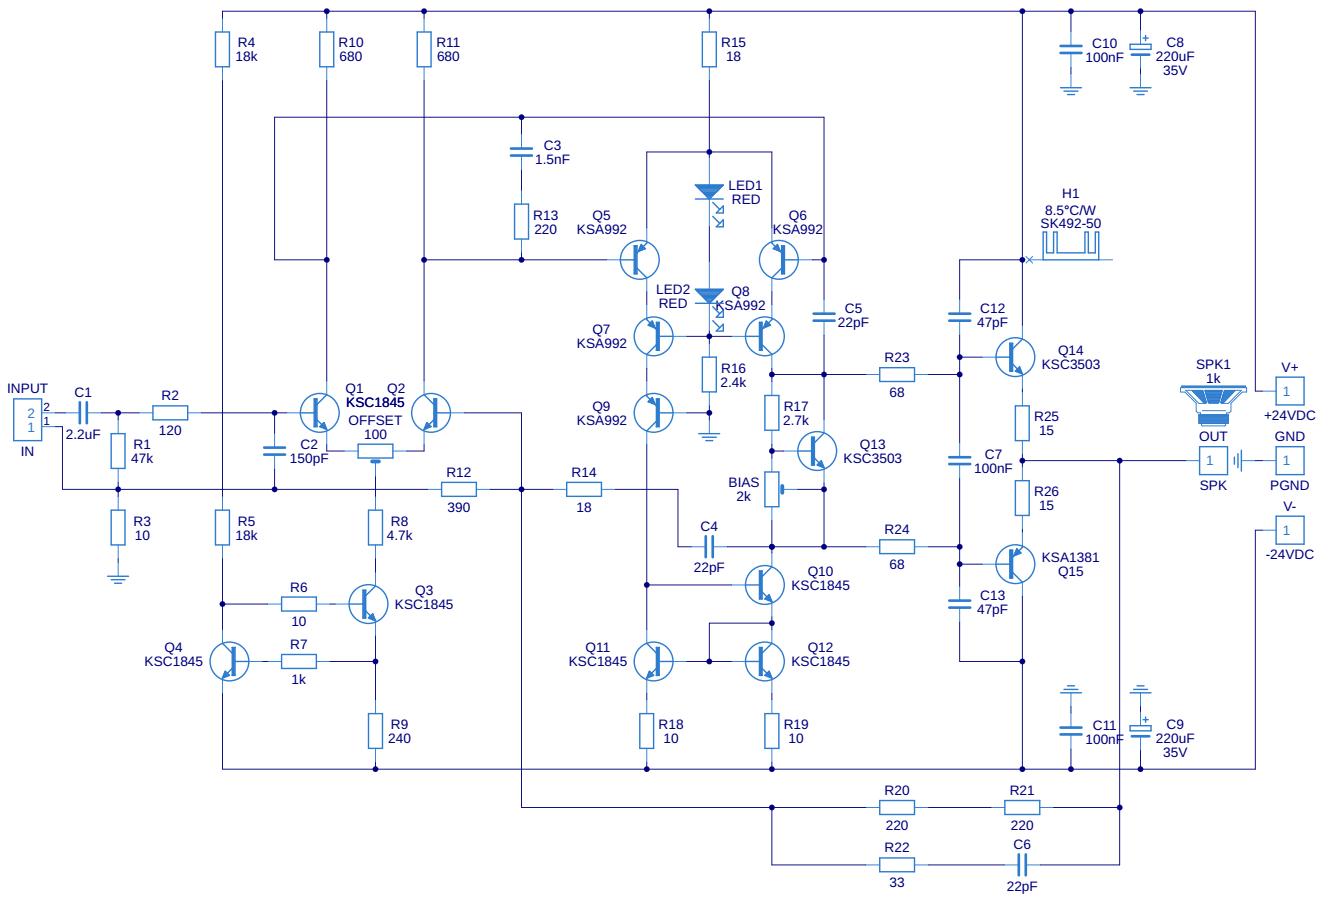 R4
18k
R10
680
R11
680
R15
18
C10
100nF
C8
220uF
35V
+
C3
1.5nF
R13
220
LED1
RED
Q5
KSA992
Q6
KSA992
H1
8.5°C/W
SK492-50
LED2
RED
Q8
KSA992
Q7
KSA992
C5
22pF
C12
47pF
Q14
KSC3503
R16
2.4k
R23
68
SPK1
1k
V+
1
+24VDC
INPUT
2
1
2
1
IN
C1
2.2uF
R2
120
R1
47k
Q1
Q2
KSC1845
OFFSET
100
C2
150pF
Q9
KSA992
R17
2.7k
Q13
KSC3503
R25
15
OUT
1
SPK
GND
1
PGND
C7
100nF
R12
390
R14
18
BIAS
2k
R26
15
V-
1
-24VDC
R3
10
R5
18k
R8
4.7k
C4
22pF
R24
68
KSA1381
Q15
Q10
KSC1845
C13
47pF
R6
10
Q3
KSC1845
Q4
KSC1845
R7
1k
Q11
KSC1845
Q12
KSC1845
R9
240
R18
10
R19
10
C11
100nF
C9
220uF
35V
+
R20
220
R21
220
R22
33
C6
22pF